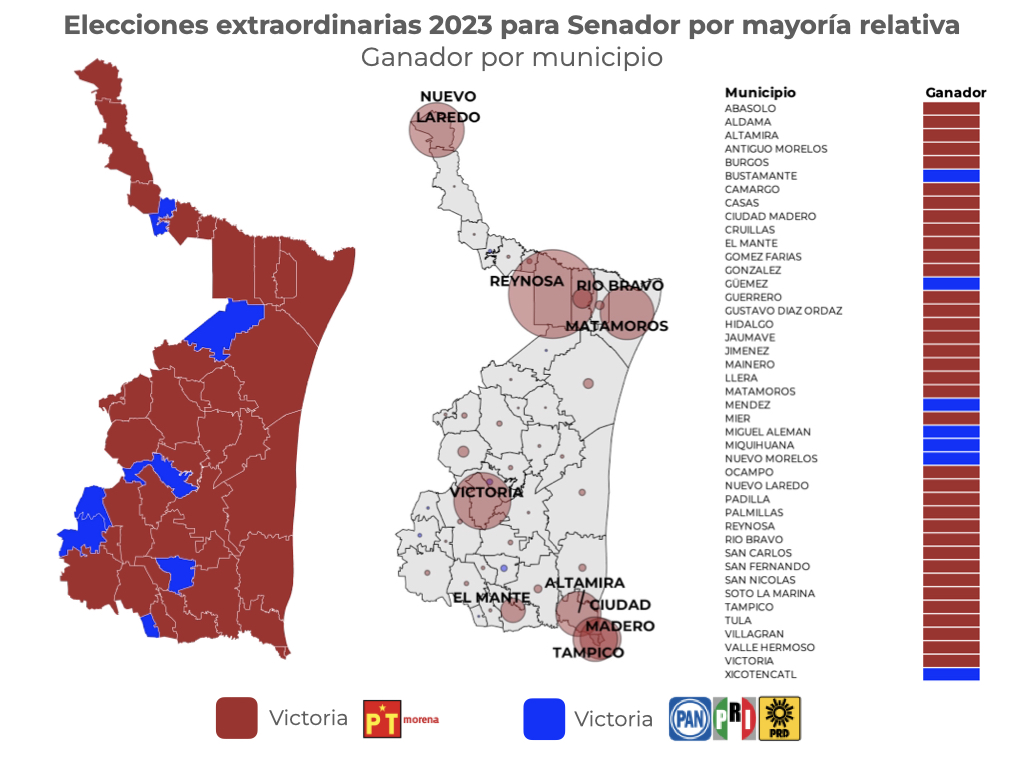 Elecciones extraordinarias 2023 para Senador por mayoría relativa
Ganador por municipio
NUEVO
LAREDO
REYNOSA
RIO BRAVO
MATAMOROS
VICTORIA
ALTAMIRA
EL MANTE
CIUDAD
MADERO
TAMPICO
Municipio Ganador
ABASOLO
ALDAMA
ALTAMIRA
ANTIGUO MORELOS
BURGOS
BUSTAMANTE
CAMARGO
CASAS
CIUDAD MADERO
CRUILLAS
EL MANTE
GOMEZ FARIAS
GONZALEZ
GÜEMEZ
GUERRERO
GUSTAVO DIAZ ORDAZ
HIDALGO
JAUMAVE
JIMENEZ
MAINERO
LLERA
MATAMOROS
MENDEZ
MIER
MIGUEL ALEMAN
MIQUIHUANA
NUEVO MORELOS
OCAMPO
NUEVO LAREDO
PADILLA
PALMILLAS
REYNOSA
RIO BRAVO
SAN CARLOS
SAN FERNANDO
SAN NICOLAS
SOTO LA MARINA
TAMPICO
TULA
VILLAGRAN
VALLE HERMOSO
VICTORIA
XICOTENCATL
Victoria PT morena
Victoria PAN PRI PRD